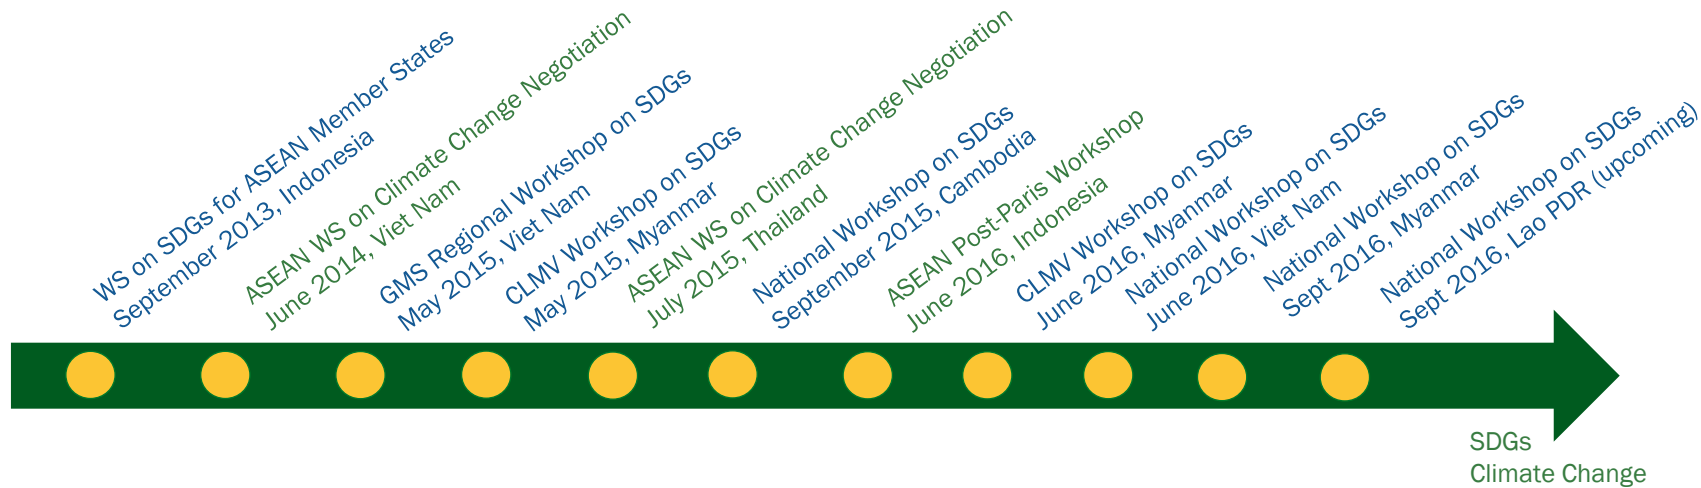 WS on SDGs for ASEAN Member States
September 2013, Indonesia
ASEAN WS on Climate Change Negotiation
June 2014, Viet Nam
GMS Regional Workshop on SDGs
May 2015, Viet Nam
CLMV Workshop on SDGs
May 2015, Myanmar
ASEAN WS on Climate Change Negotiation
July 2015, Thailand
National Workshop on SDGs
September 2015, Cambodia
ASEAN Post-Paris Workshop
June 2016, Indonesia
CLMV Workshop on SDGs
June 2016, Myanmar
National Workshop on SDGs
June 2016, Viet Nam
National Workshop on SDGs
Sept 2016, Myanmar
National Workshop on SDGs
Sept 2016, Lao PDR (upcoming)
SDGs
Climate Change